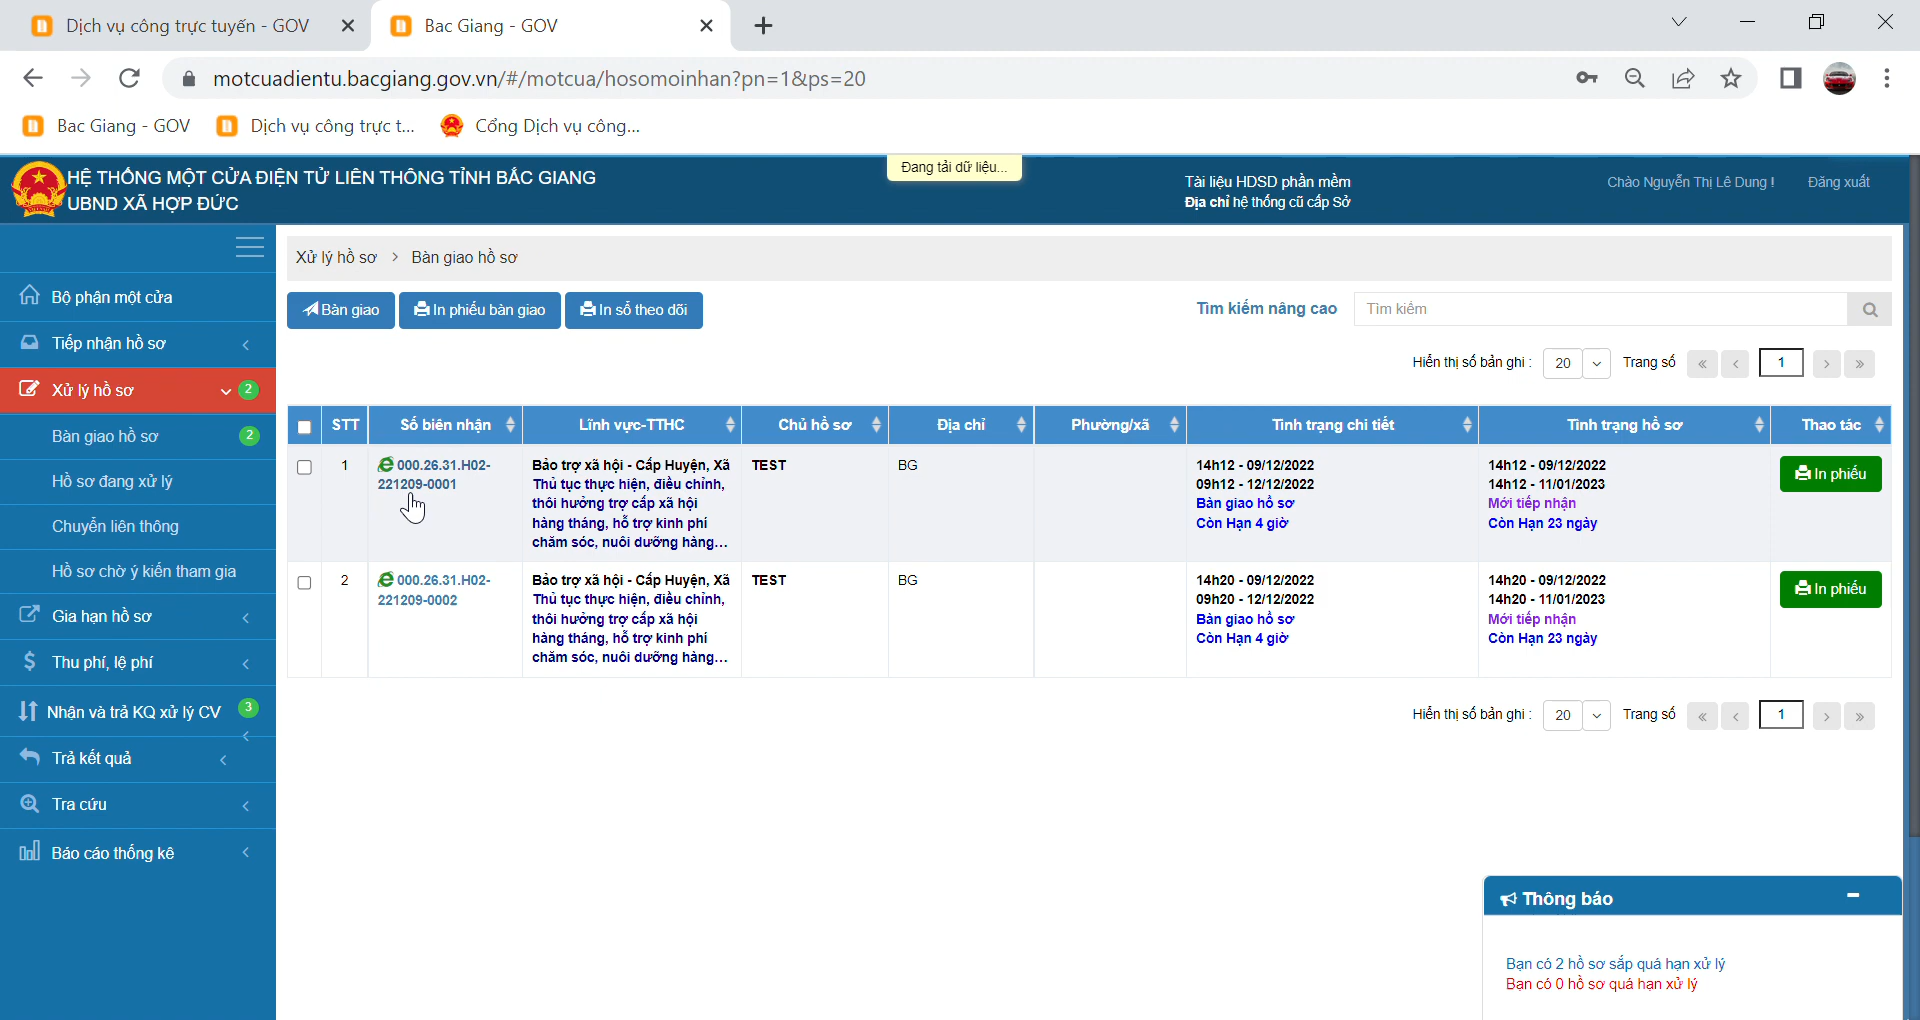 Dịch vụ công trực tuyến - GOV
Bac Giang - GOV
motcuadientu.bacgiang.gov.vn/#/motcua/hosomoinhan?pn=1&ps=20
Bac Giang - GOV
Dịch vụ công trực t...
Cổng Dịch vụ công...
HỆ THỐNG MỘT CỬA ĐIỆN TỬ LIÊN THÔNG TỈNH BẮC GIANG
UBND XÃ HỢP ĐỨC
Đang tải dữ liệu...
Tài liệu HDSD phần mềm
Địa chỉ hệ thống cũ cấp Sở
Chào Nguyễn Thị Lê Dung !
Đăng xuất
Bộ phận một cửa
Tiếp nhận hồ sơ
Xử lý hồ sơ
2
Bàn giao hồ sơ
2
Hồ sơ đang xử lý
Chuyển liên thông
Hồ sơ chờ ý kiến tham gia
Gia hạn hồ sơ
Thu phí, lệ phí
Nhận và trả KQ xử lý CV
3
Trả kết quả
Tra cứu
Báo cáo thống kê
Xử lý hồ sơ > Bàn giao hồ sơ
Bàn giao
In phiếu bàn giao
In sổ theo dõi
Tìm kiếm nâng cao
Tìm kiếm
Hiển thị số bản ghi : 20 Trang số « ‹ 1 › »
STT Số biên nhận Lĩnh vực-TTHC Chủ hồ sơ Địa chỉ Phường/xã Tình trạng chi tiết Tình trạng hồ sơ Thao tác
1
000.26.31.H02-
221209-0001
Bảo trợ xã hội - Cấp Huyện, Xã
Thủ tục thực hiện, điều chỉnh,
thôi hưởng trợ cấp xã hội
hàng tháng, hỗ trợ kinh phí
chăm sóc, nuôi dưỡng hàng...
TEST
BG
14h12 - 09/12/2022
09h12 - 12/12/2022
Bàn giao hồ sơ
Còn Hạn 4 giờ
14h12 - 09/12/2022
14h12 - 11/01/2023
Mới tiếp nhận
Còn Hạn 23 ngày
In phiếu
2
000.26.31.H02-
221209-0002
Bảo trợ xã hội - Cấp Huyện, Xã
Thủ tục thực hiện, điều chỉnh,
thôi hưởng trợ cấp xã hội
hàng tháng, hỗ trợ kinh phí
chăm sóc, nuôi dưỡng hàng...
TEST
BG
14h20 - 09/12/2022
09h20 - 12/12/2022
Bàn giao hồ sơ
Còn Hạn 4 giờ
14h20 - 09/12/2022
14h20 - 11/01/2023
Mới tiếp nhận
Còn Hạn 23 ngày
In phiếu
Hiển thị số bản ghi : 20 Trang số « ‹ 1 › »
Thông báo
Bạn có 2 hồ sơ sắp quá hạn xử lý
Bạn có 0 hồ sơ quá hạn xử lý